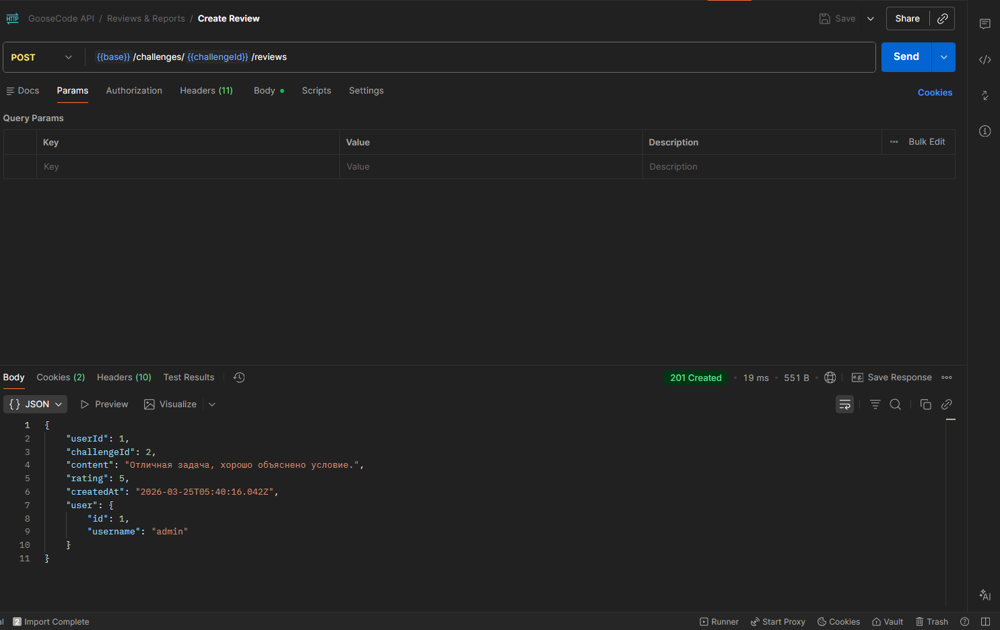 HTTP GooseCode API / Reviews & Reports / Create Review Save Share
POST {{base}} /challenges/ {{challengeId}} /reviews Send
Docs Params Authorization Headers (11) Body Scripts Settings Cookies
Query Params
Key Value Description Bulk Edit
Key Value Description
Body Cookies (2) Headers (10) Test Results 201 Created 19 ms 551 B e.g. Save Response
{} JSON Preview Visualize
1 {
2 "userId": 1,
3 "challengeId": 2,
4 "content": "Отличная задача, хорошо объяснено условие.",
5 "rating": 5,
6 "createdAt": "2026-03-25T05:40:16.042Z",
7 "user": {
8 "id": 1,
9 "username": "admin"
10 }
11 }
AI
2 Import Complete Runner Start Proxy Cookies Vault Trash